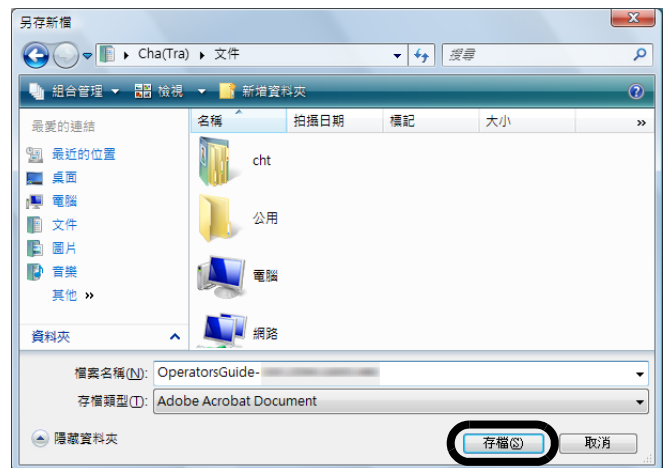 另存新檔
Cha(Tra) 文件 搜尋
組合管理 檢視 新增資料夾
最愛的連結
最近的位置
桌面
電腦
文件
圖片
音樂
其他 »
資料夾
名稱 拍攝日期 標記 大小 »
cht
公用
電腦
網路
檔案名稱(N): OperatorsGuide-
存檔類型(T): Adobe Acrobat Document
隱藏資料夾 存檔(S) 取消